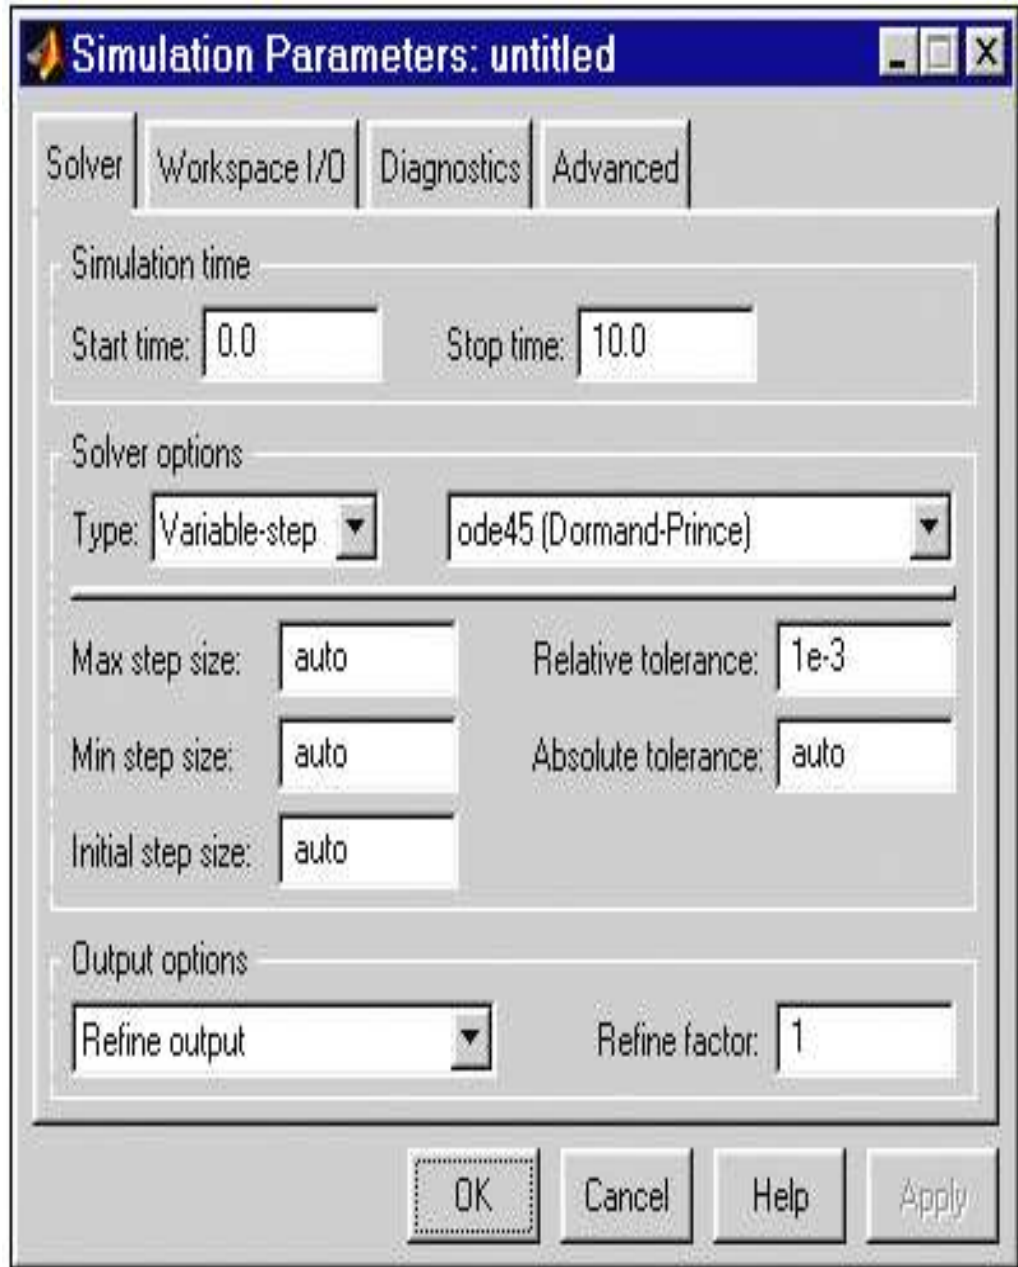 Simulation Parameters: untitled
Solver Workspace I/O Diagnostics Advanced
Simulation time
Start time: 0.0 Stop time: 10.0
Solver options
Type: Variable-step ode45 (Dormand-Prince)
Max step size: auto Relative tolerance: 1e-3
Min step size: auto Absolute tolerance: auto
Initial step size: auto
Output options
Refine output Refine factor: 1
OK Cancel Help Apply